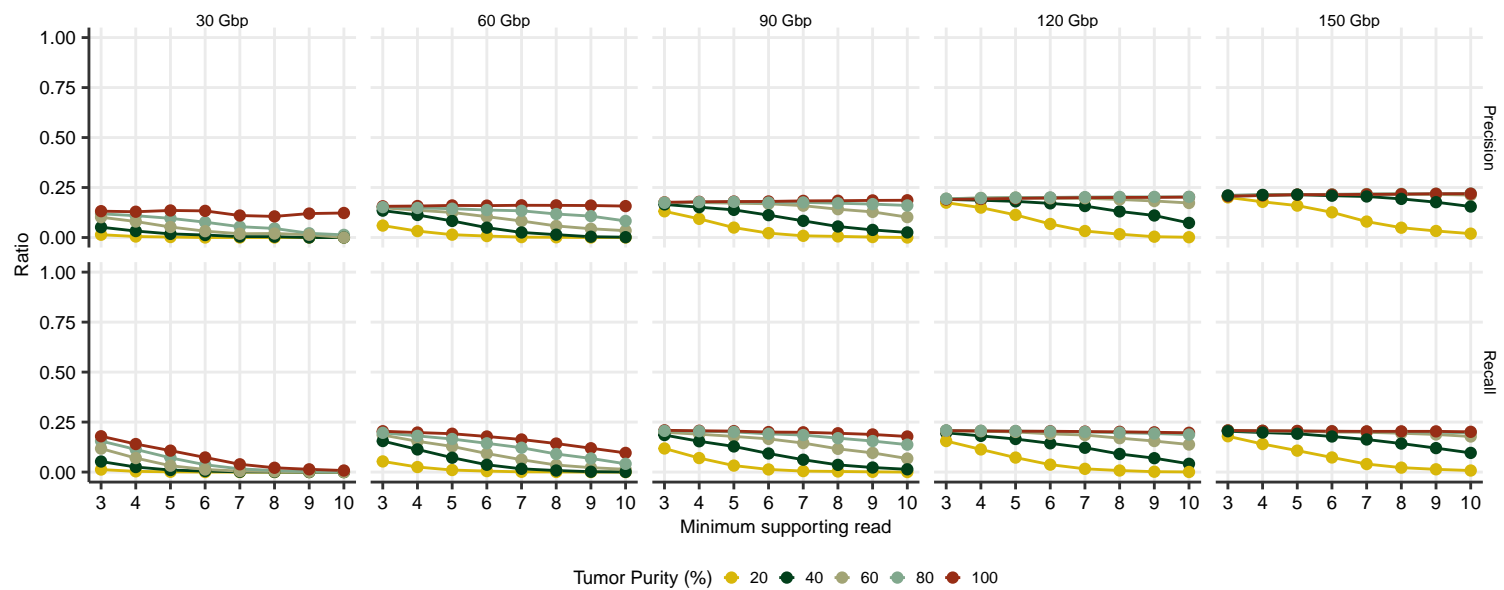 30 Gbp 60 Gbp 90 Gbp 120 Gbp 150 Gbp
1.00
0.75
0.50
0.25
0.00
Precision
Ratio
1.00
0.75
0.50
0.25
0.00
Recall
3 4 5 6 7 8 9 10 3 4 5 6 7 8 9 10 3 4 5 6 7 8 9 10 3 4 5 6 7 8 9 10 3 4 5 6 7 8 9 10
Minimum supporting read
Tumor Purity (%) 20 40 60 80 100